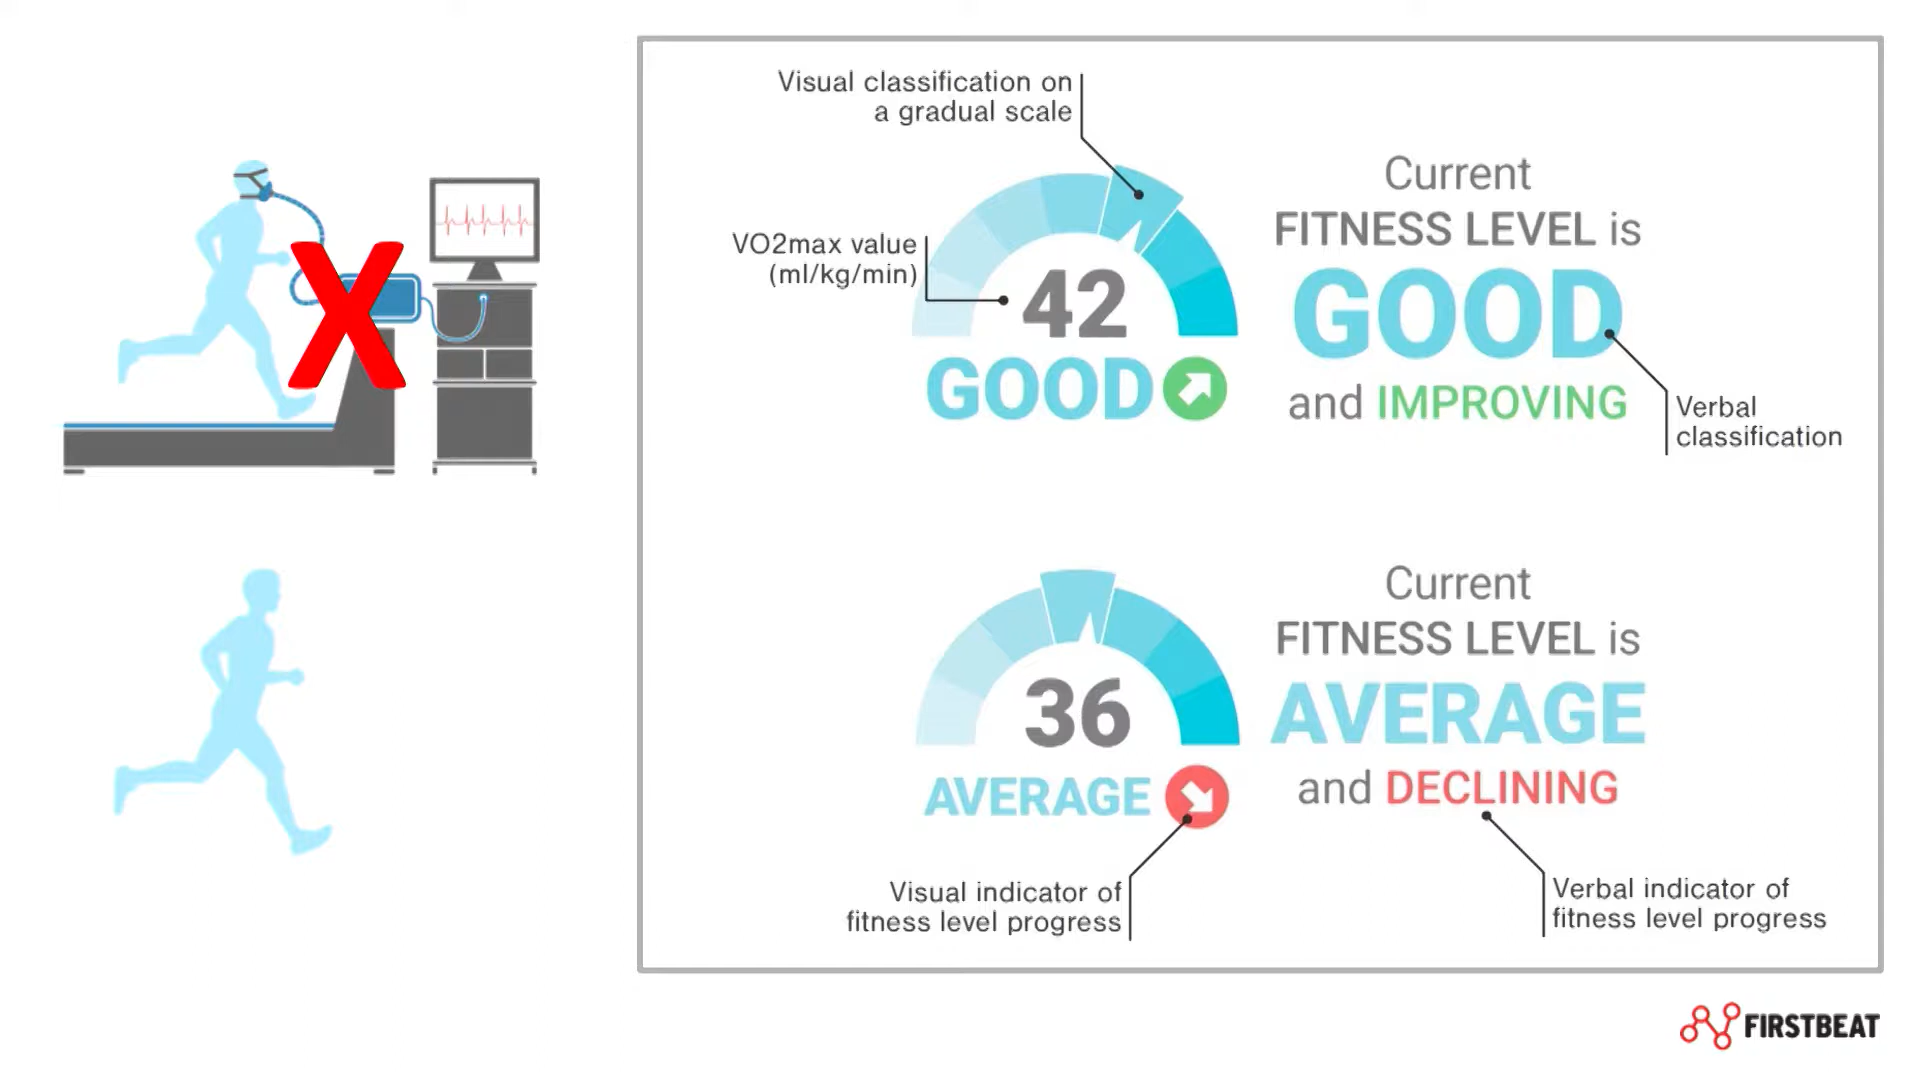 Visual classification on
a gradual scale
VO2max value
(ml/kg/min)
42
GOOD
Current
FITNESS LEVEL is
GOOD
and IMPROVING
Verbal
classification
36
AVERAGE
Current
FITNESS LEVEL is
AVERAGE
and DECLINING
Visual indicator of
fitness level progress
Verbal indicator of
fitness level progress
X
FIRSTBEAT